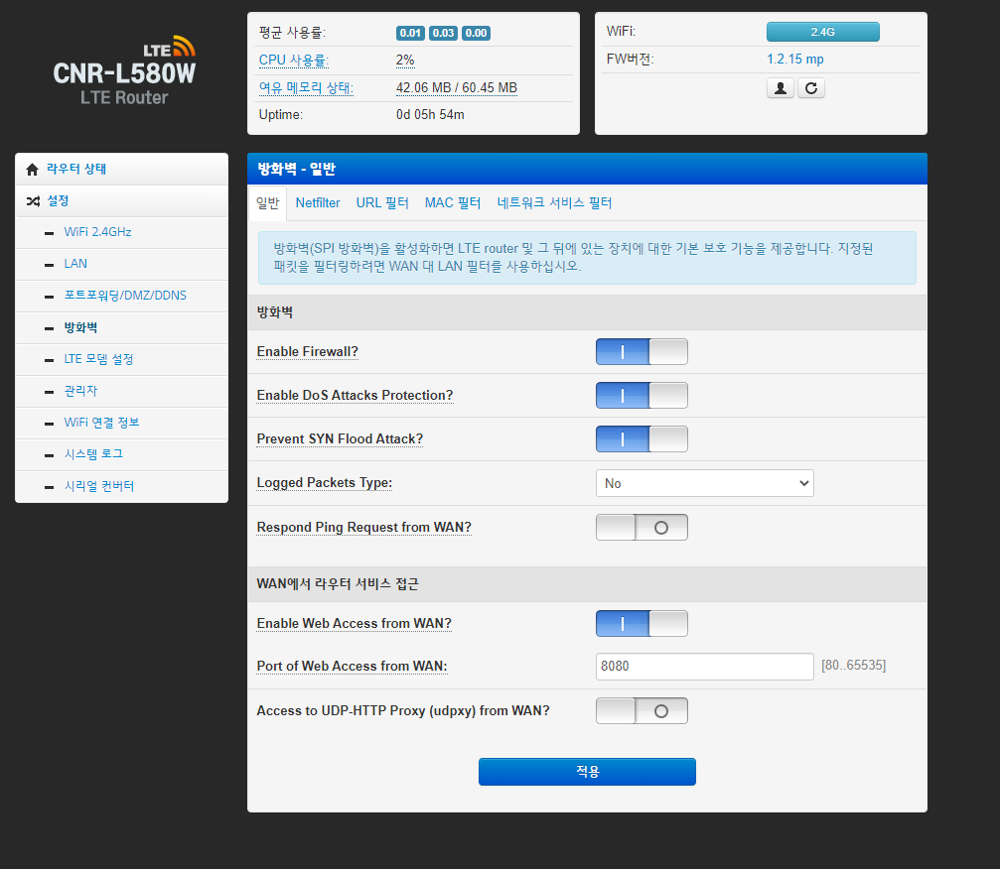 LTE
CNR-L580W
LTE Router
평균 사용률: 0.01 0.03 0.00
CPU 사용률: 2%
여유 메모리 상태: 42.06 MB / 60.45 MB
Uptime: 0d 05h 54m
WiFi: 2.4G
FW버전: 1.2.15 mp
라우터 상태
설정
WiFi 2.4GHz
LAN
포트포워딩/DMZ/DDNS
방화벽
LTE 모뎀 설정
관리자
WiFi 연결 정보
시스템 로그
시리얼 컨버터
방화벽 - 일반
일반 Netfilter URL 필터 MAC 필터 네트워크 서비스 필터
방화벽(SPI 방화벽)을 활성화하면 LTE router 및 그 뒤에 있는 장치에 대한 기본 보호 기능을 제공합니다. 지정된
패킷을 필터링하려면 WAN 대 LAN 필터를 사용하십시오.
방화벽
Enable Firewall?
Enable DoS Attacks Protection?
Prevent SYN Flood Attack?
Logged Packets Type: No
Respond Ping Request from WAN?
WAN에서 라우터 서비스 접근
Enable Web Access from WAN?
Port of Web Access from WAN: 8080 [80..65535]
Access to UDP-HTTP Proxy (udpxy) from WAN?
적용